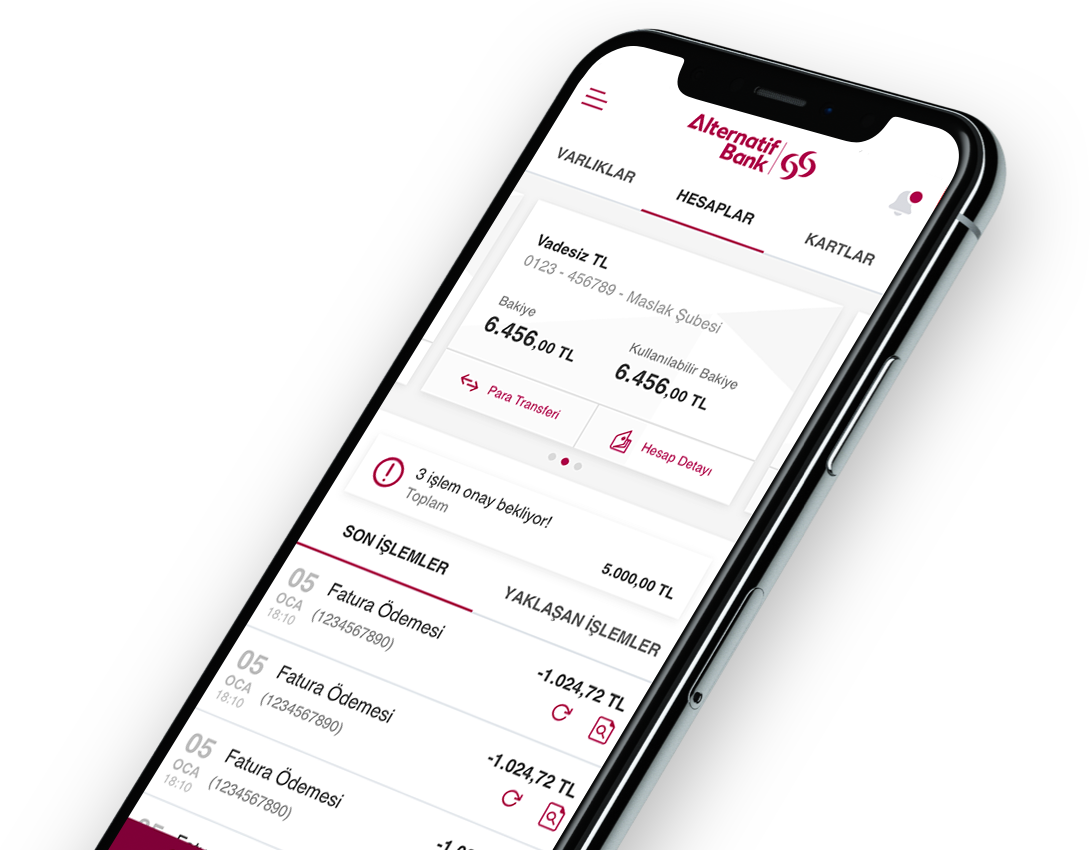 Alternatif
Bank
VARLIKLAR
HESAPLAR
KARTLAR
Vadesiz TL
0123 - 456789 - Maslak Şubesi
Bakiye
6.456,00 TL
Kullanılabilir Bakiye
6.456,00 TL
Para Transferi
Hesap Detayı
3 işlem onay bekliyor!
Toplam
5.000,00 TL
SON İŞLEMLER
YAKLAŞAN İŞLEMLER
05
OCA
18:10
Fatura Ödemesi
(1234567890)
-1.024,72 TL
05
OCA
18:10
Fatura Ödemesi
(1234567890)
-1.024,72 TL
05
OCA
18:10
Fatura Ödemesi
(1234567890)